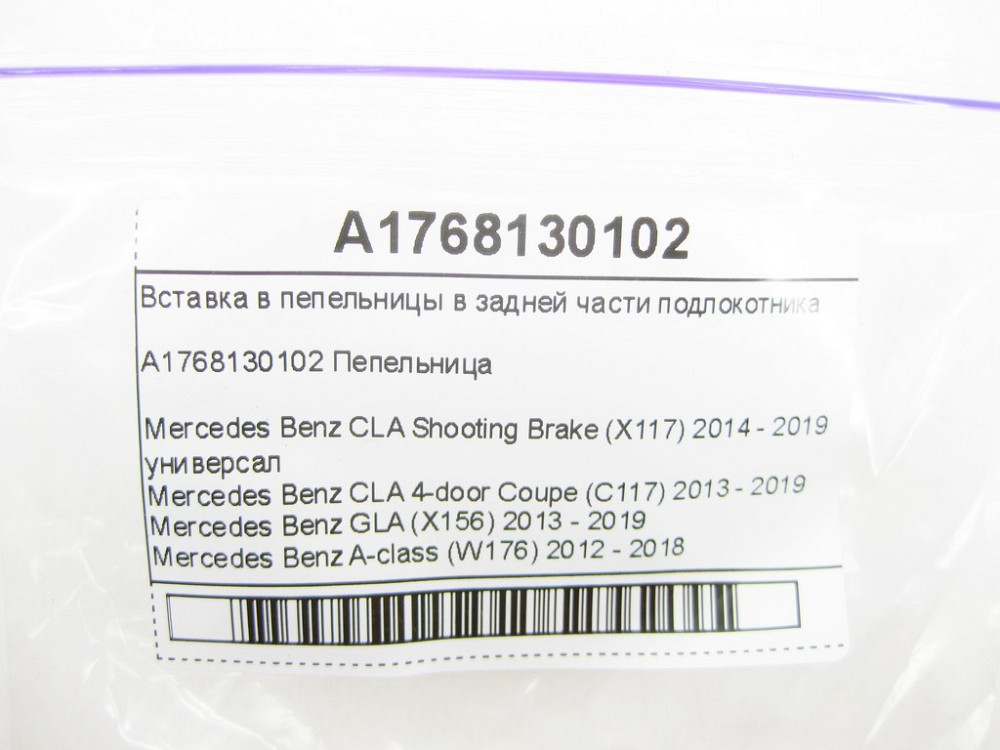 A1768130102
Вставка в пепельницы в задней части подлокотника
A1768130102 Пепельница
Mercedes Benz CLA Shooting Brake (X117) 2014 - 2019
универсал
Mercedes Benz CLA 4-door Coupe (C117) 2013 - 2019
Mercedes Benz GLA (X156) 2013 - 2019
Mercedes Benz A-class (W176) 2012 - 2018